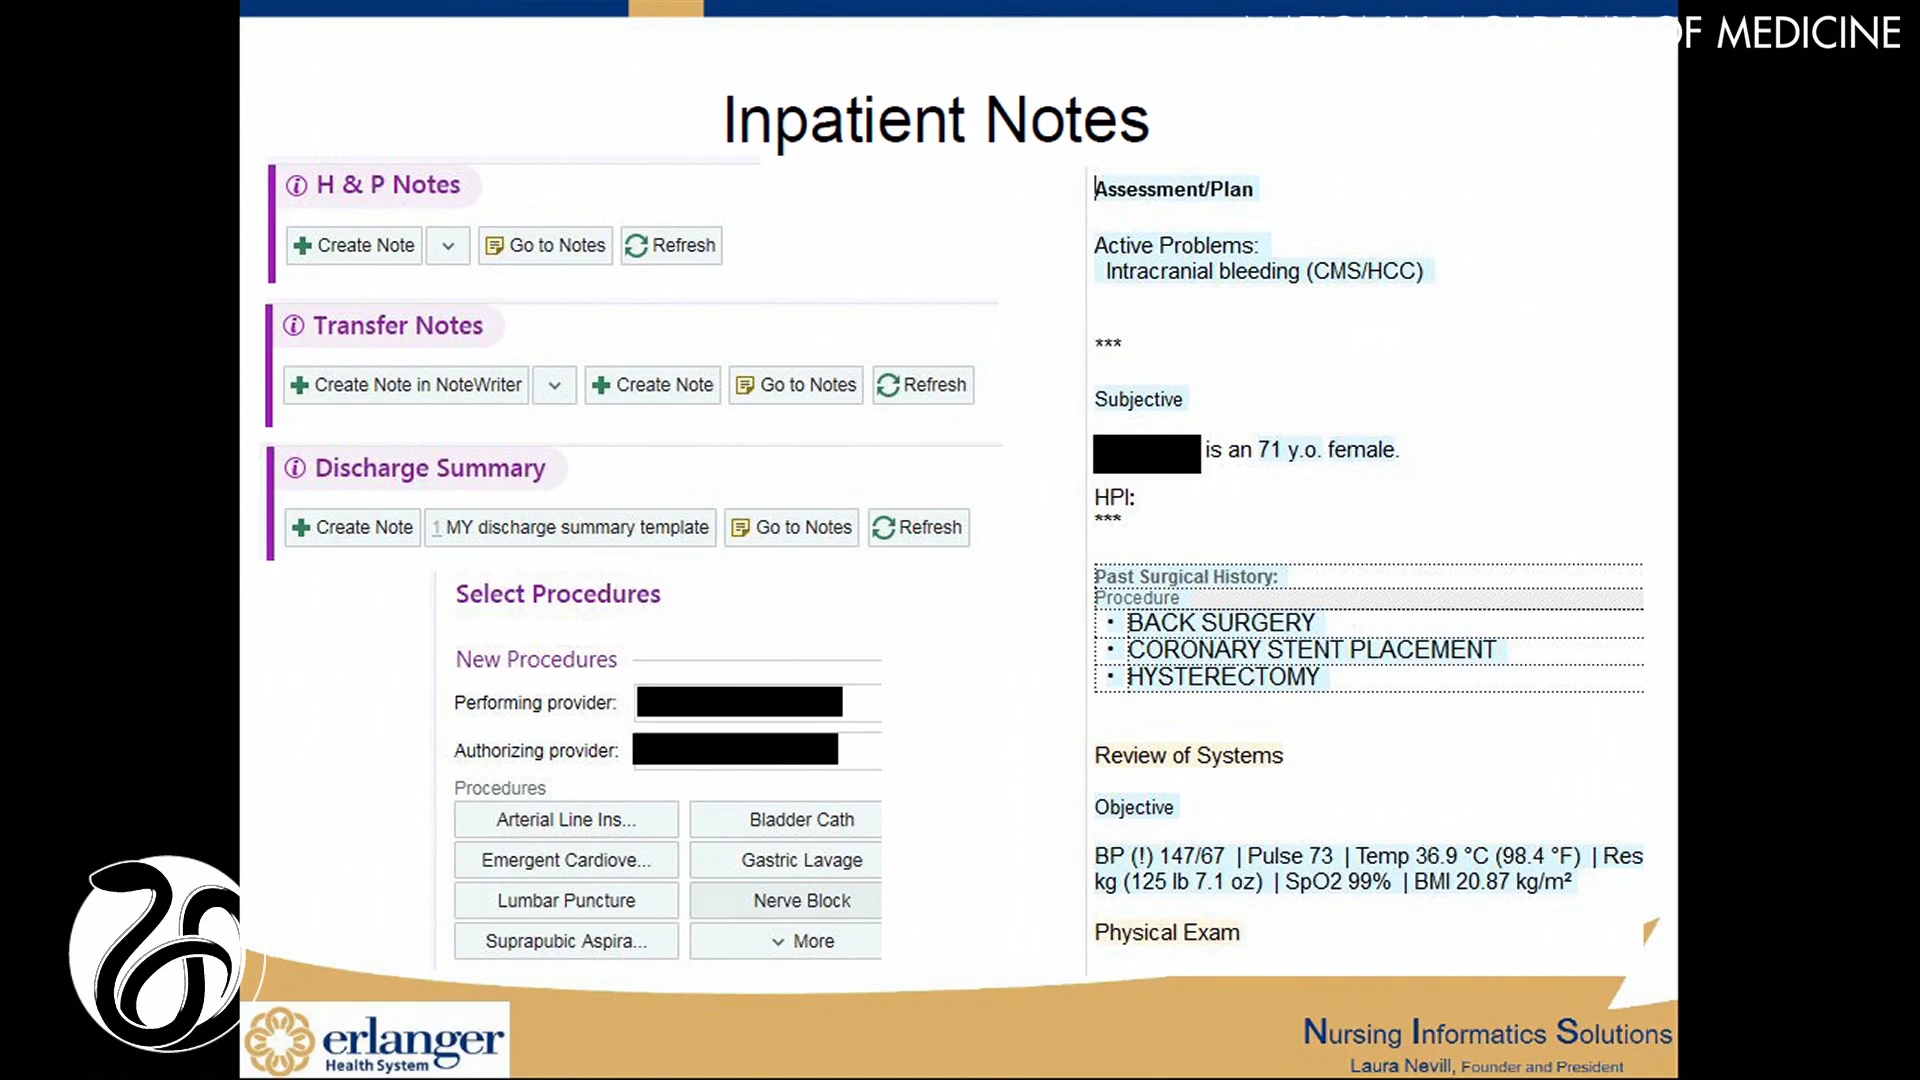 OF MEDICINE
Inpatient Notes
H & P Notes
Create Note
Go to Notes
Refresh
Transfer Notes
Create Note in NoteWriter
Create Note
Go to Notes
Refresh
Discharge Summary
Create Note
1 MY discharge summary template
Go to Notes
Refresh
Select Procedures
New Procedures
Performing provider:
Authorizing provider:
Procedures
Arterial Line Ins...
Bladder Cath
Emergent Cardiove...
Gastric Lavage
Lumbar Puncture
Nerve Block
Suprapubic Aspira...
More
Assessment/Plan
Active Problems:
Intracranial bleeding (CMS/HCC)
***
Subjective
is an 71 y.o. female.
HPI:
***
Past Surgical History:
Procedure
• BACK SURGERY
• CORONARY STENT PLACEMENT
• HYSTERECTOMY
Review of Systems
Objective
BP (!) 147/67 | Pulse 73 | Temp 36.9 °C (98.4 °F) | Res
kg (125 lb 7.1 oz) | SpO2 99% | BMI 20.87 kg/m²
Physical Exam
erlanger
Health System
Nursing Informatics Solutions
Laura Nevill, Founder and President